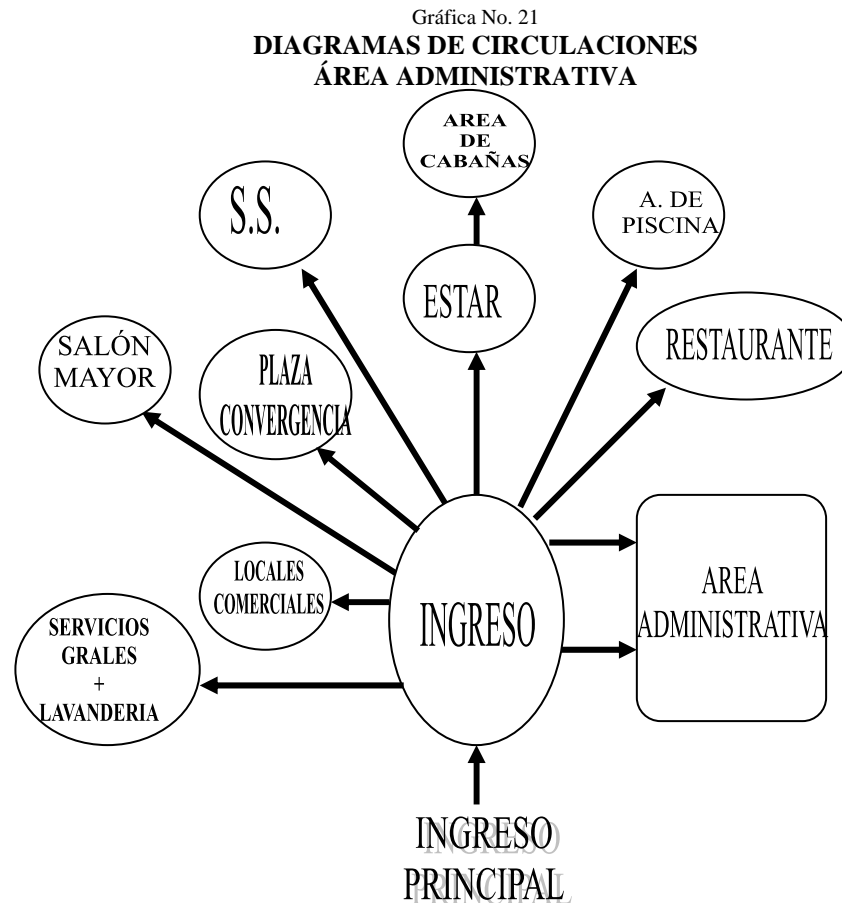 Gráfica No. 21
DIAGRAMAS DE CIRCULACIONES
ÁREA ADMINISTRATIVA
AREA
DE
CABAÑAS
S.S.
A. DE
PISCINA
ESTAR
RESTAURANTE
SALÓN
MAYOR
PLAZA
CONVERGENCIA
LOCALES
COMERCIALES
AREA
ADMINISTRATIVA
INGRESO
SERVICIOS
GRALES
+
LAVANDERIA
INGRESO
PRINCIPAL